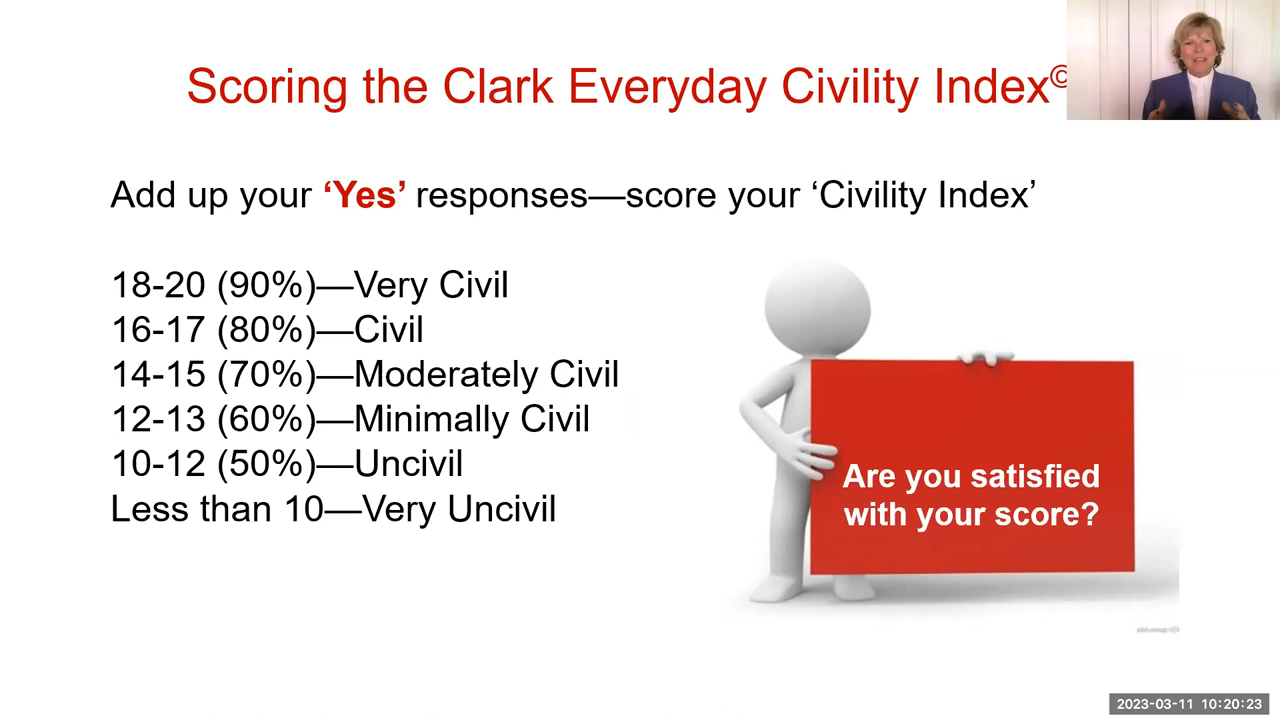 Scoring the Clark Everyday Civility Index©
Add up your ‘Yes’ responses—score your ‘Civility Index’
18-20 (90%)—Very Civil
16-17 (80%)—Civil
14-15 (70%)—Moderately Civil
12-13 (60%)—Minimally Civil
10-12 (50%)—Uncivil
Less than 10—Very Uncivil
Are you satisfied
with your score?
2023-03-11 10:20:23